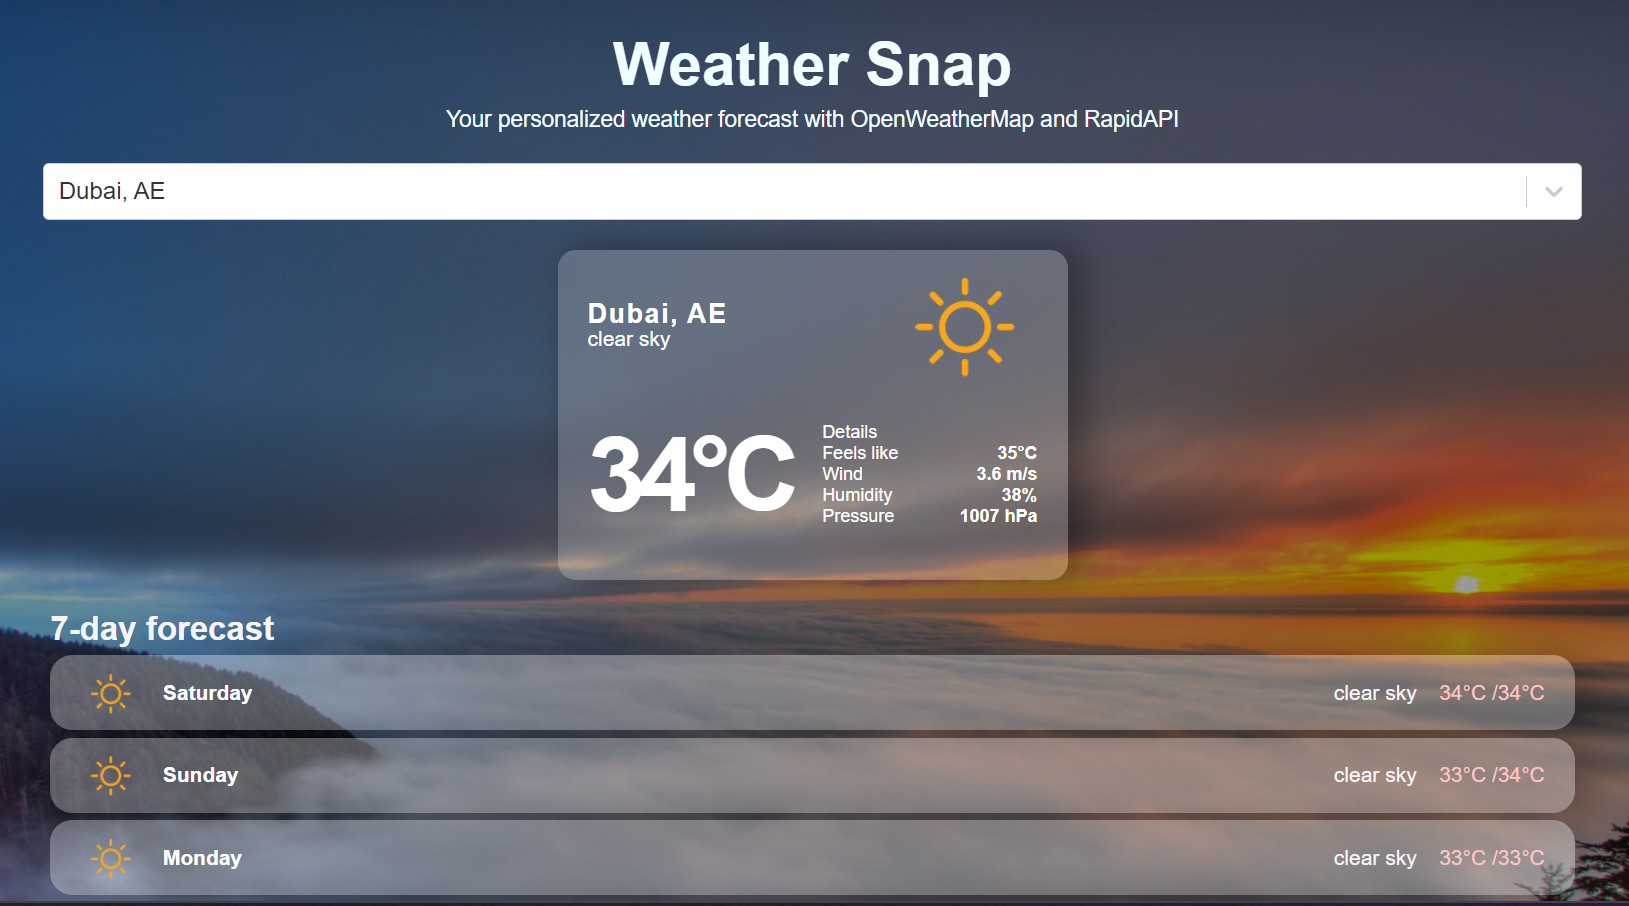 Weather Snap
Your personalized weather forecast with OpenWeatherMap and RapidAPI
Dubai, AE
Dubai, AE
clear sky
34°C
Details
Feels like 35°C
Wind 3.6 m/s
Humidity 38%
Pressure 1007 hPa
7-day forecast
Saturday clear sky 34°C /34°C
Sunday clear sky 33°C /34°C
Monday clear sky 33°C /33°C